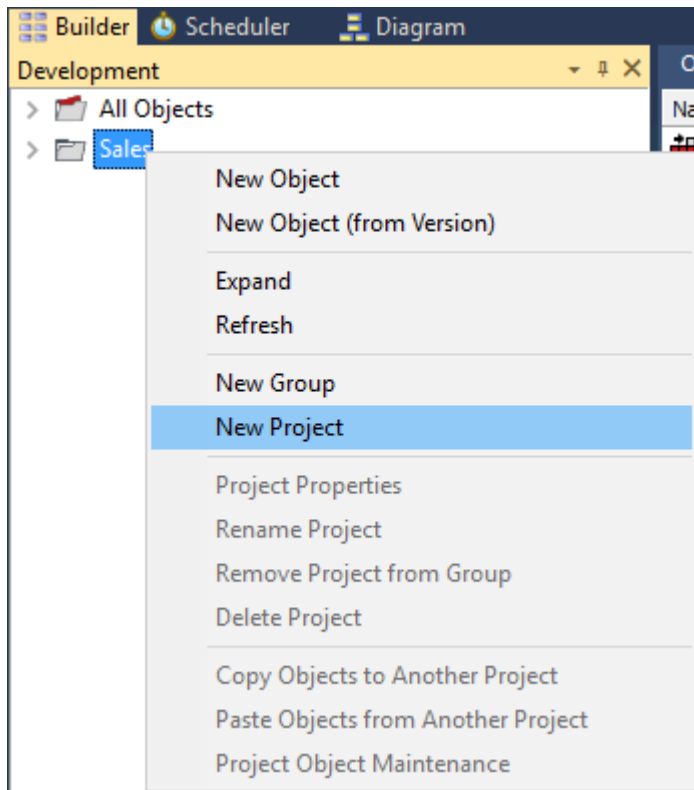 Builder Scheduler Diagram
Development
All Objects
Sales
New Object
New Object (from Version)
Expand
Refresh
New Group
New Project
Project Properties
Rename Project
Remove Project from Group
Delete Project
Copy Objects to Another Project
Paste Objects from Another Project
Project Object Maintenance